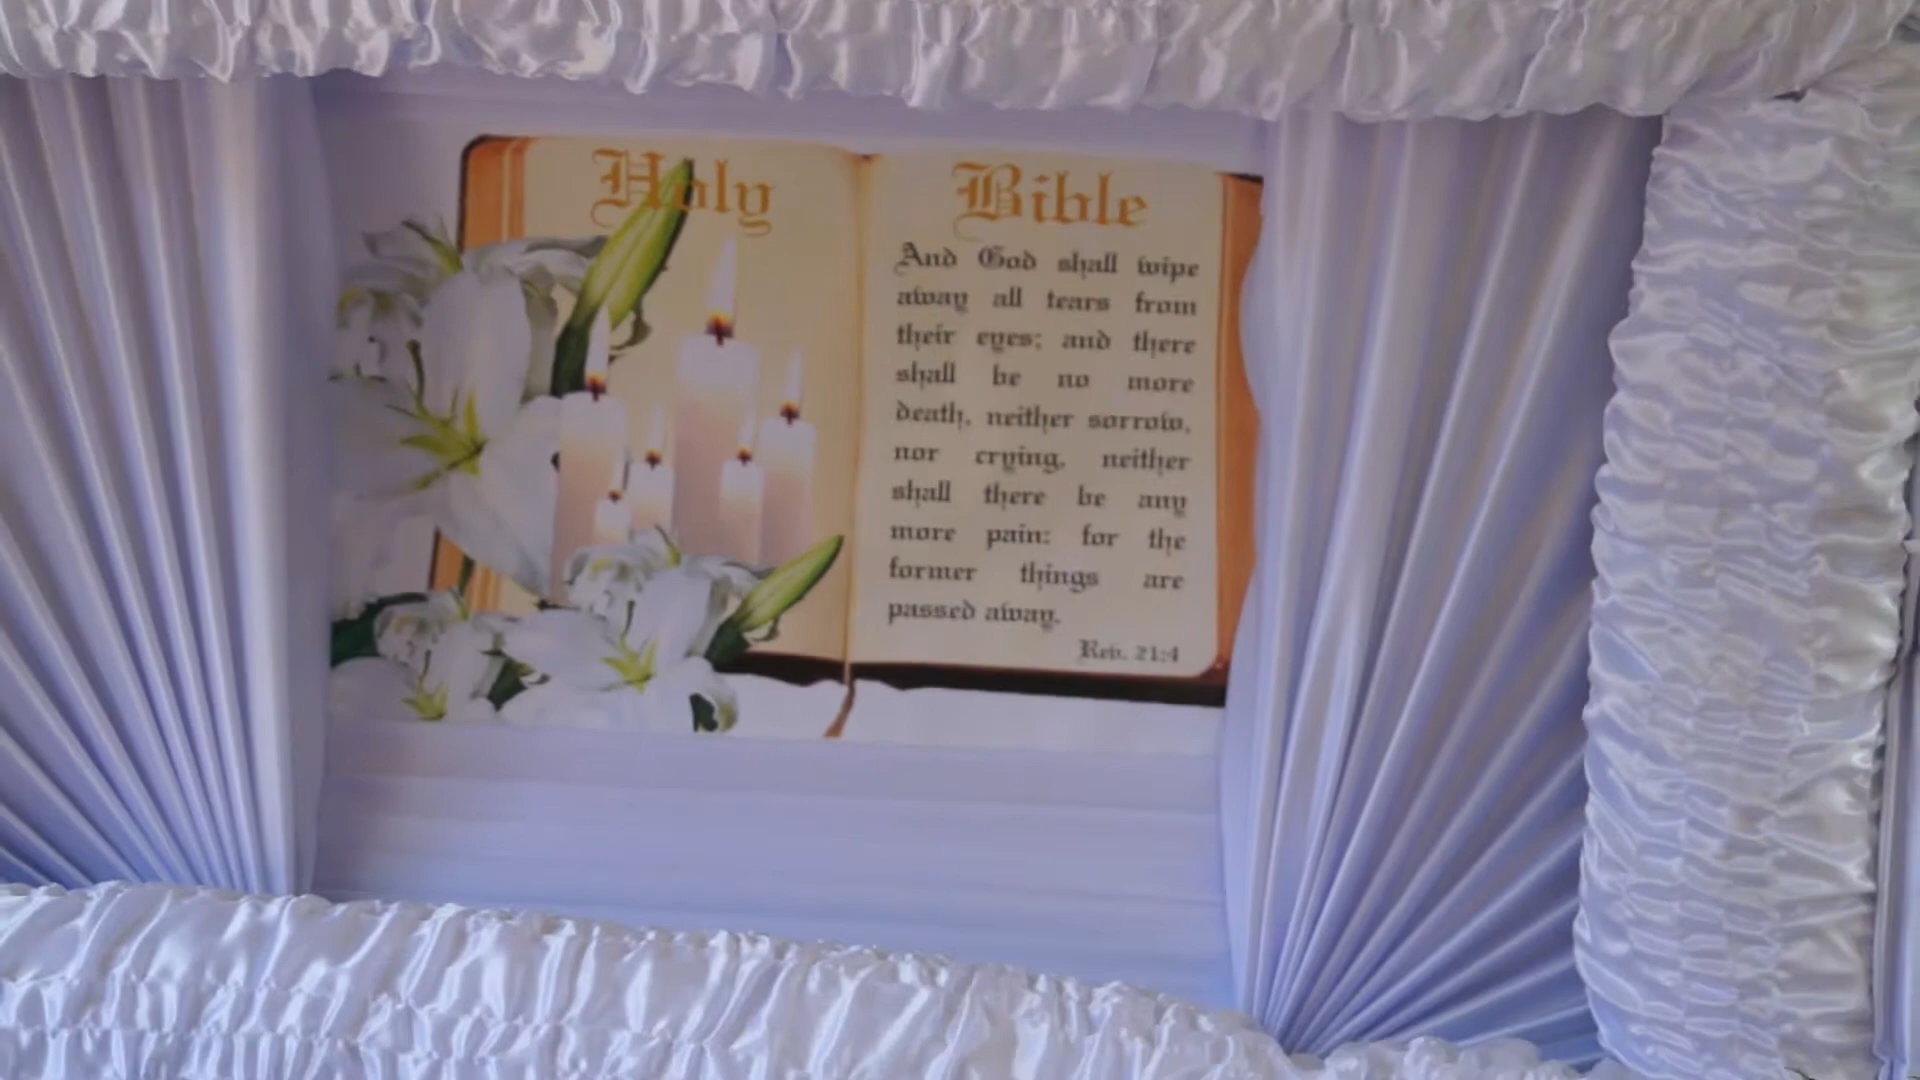 Holy Bible
And God shall wipe
away all tears from
their eyes; and there
shall be no more
death, neither sorrow,
nor crying, neither
shall there be any
more pain: for the
former things are
passed away.
Rev. 21:4